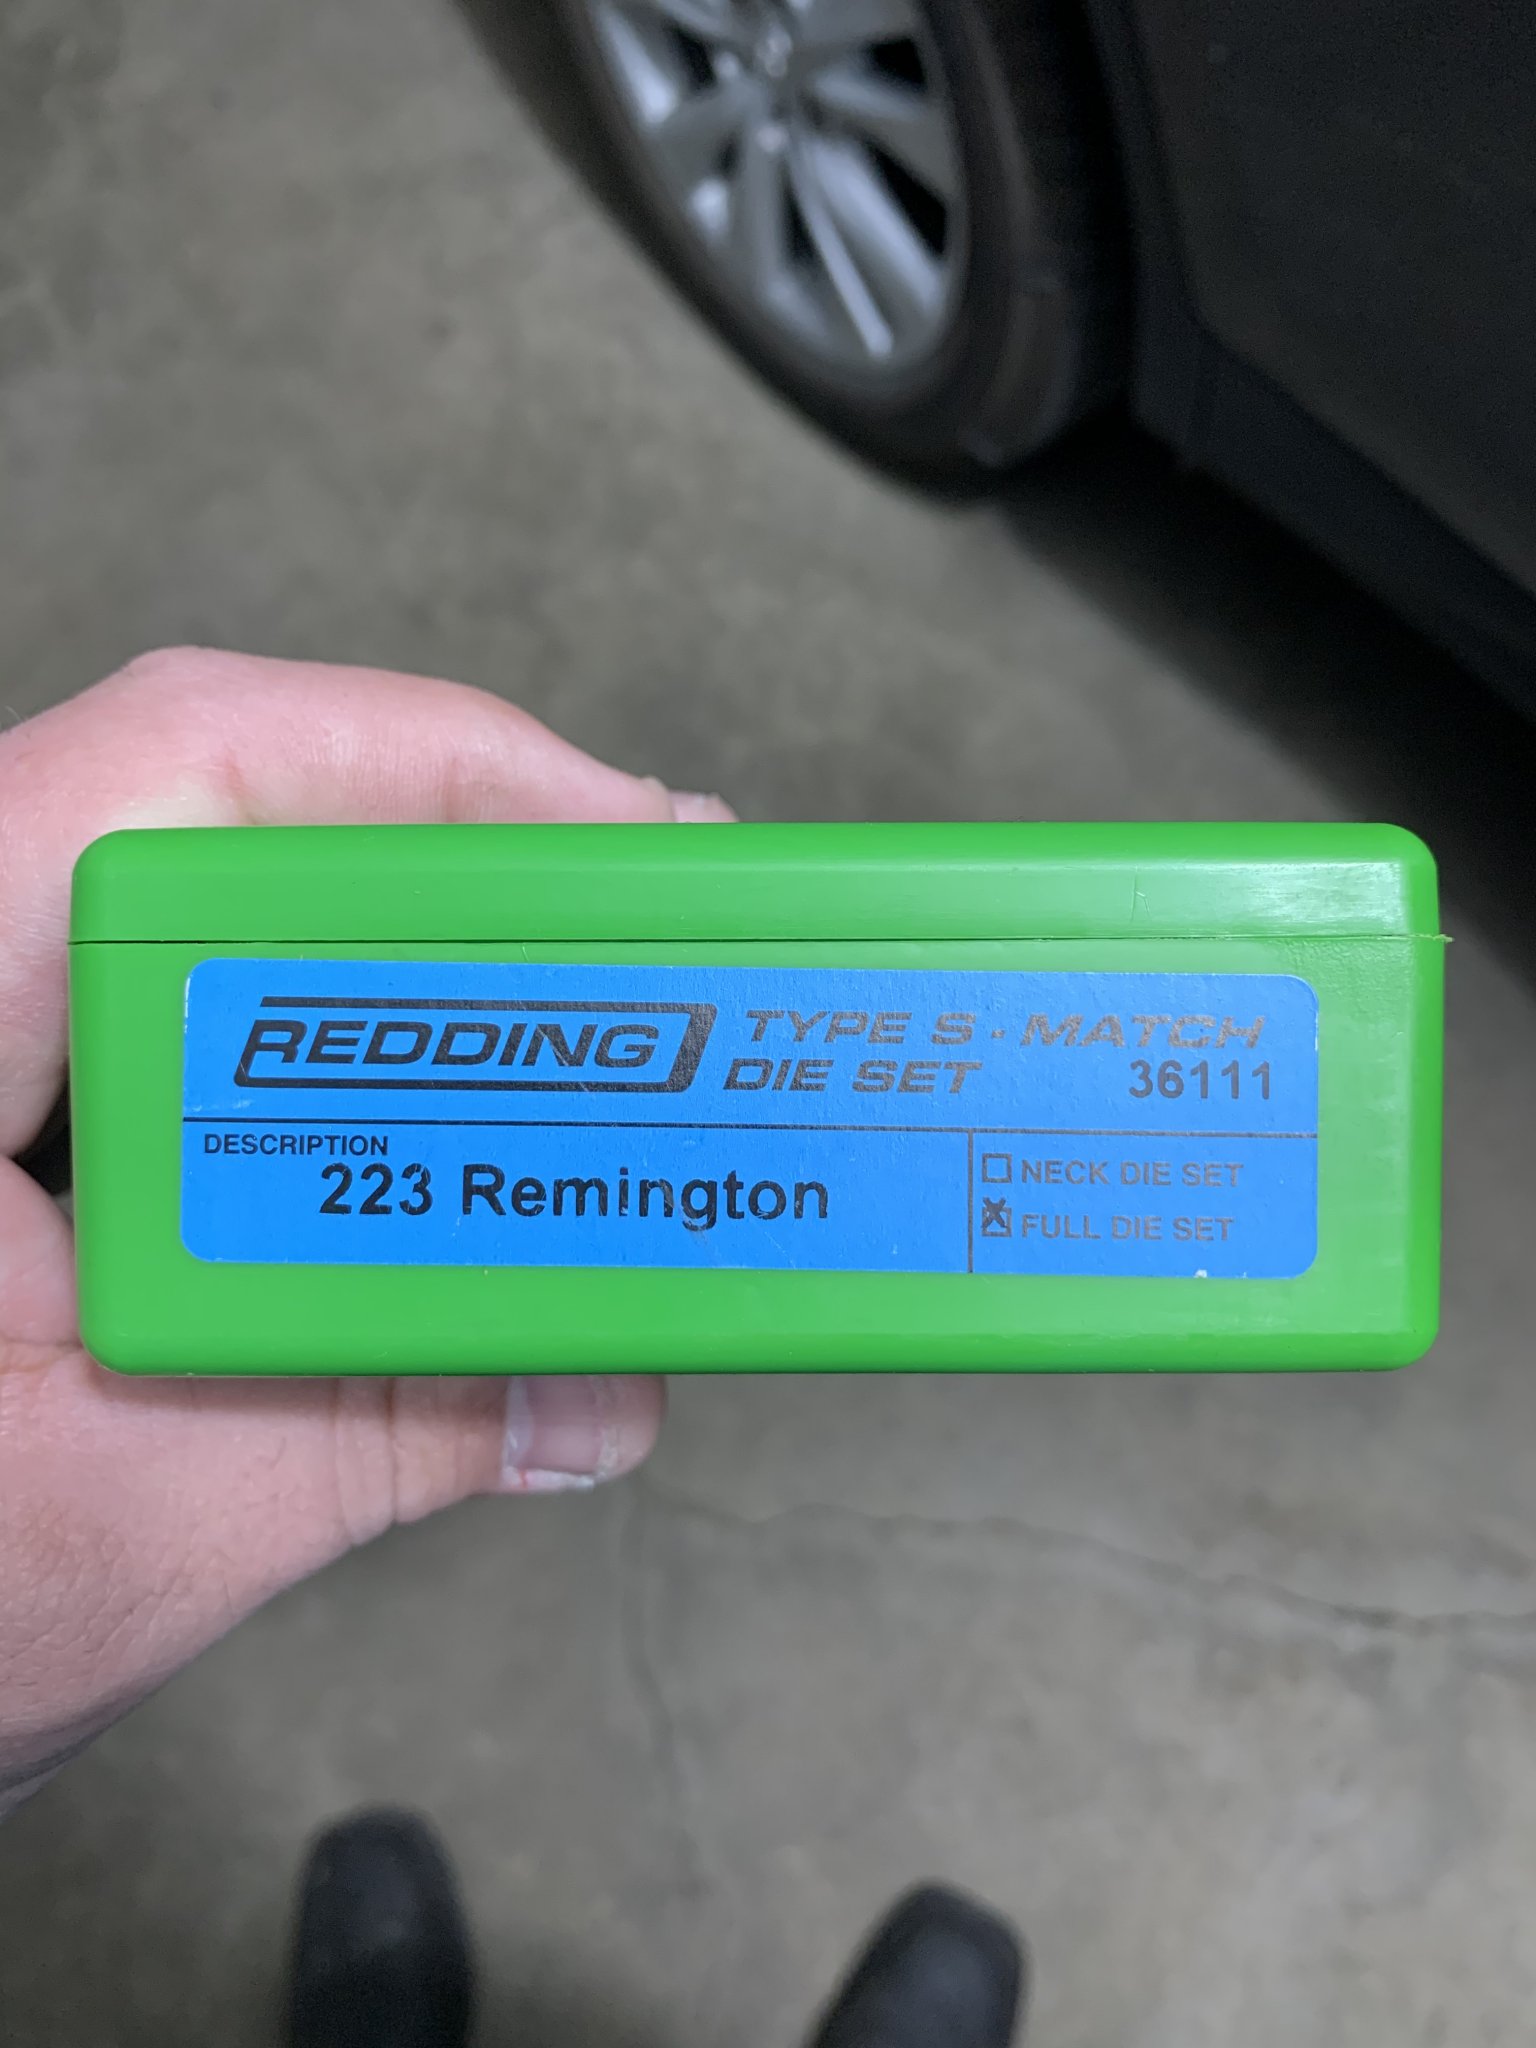 REDDING TYPE S - MATCH
DIE SET 36111
DESCRIPTION
223 Remington
☐ NECK DIE SET
☒ FULL DIE SET